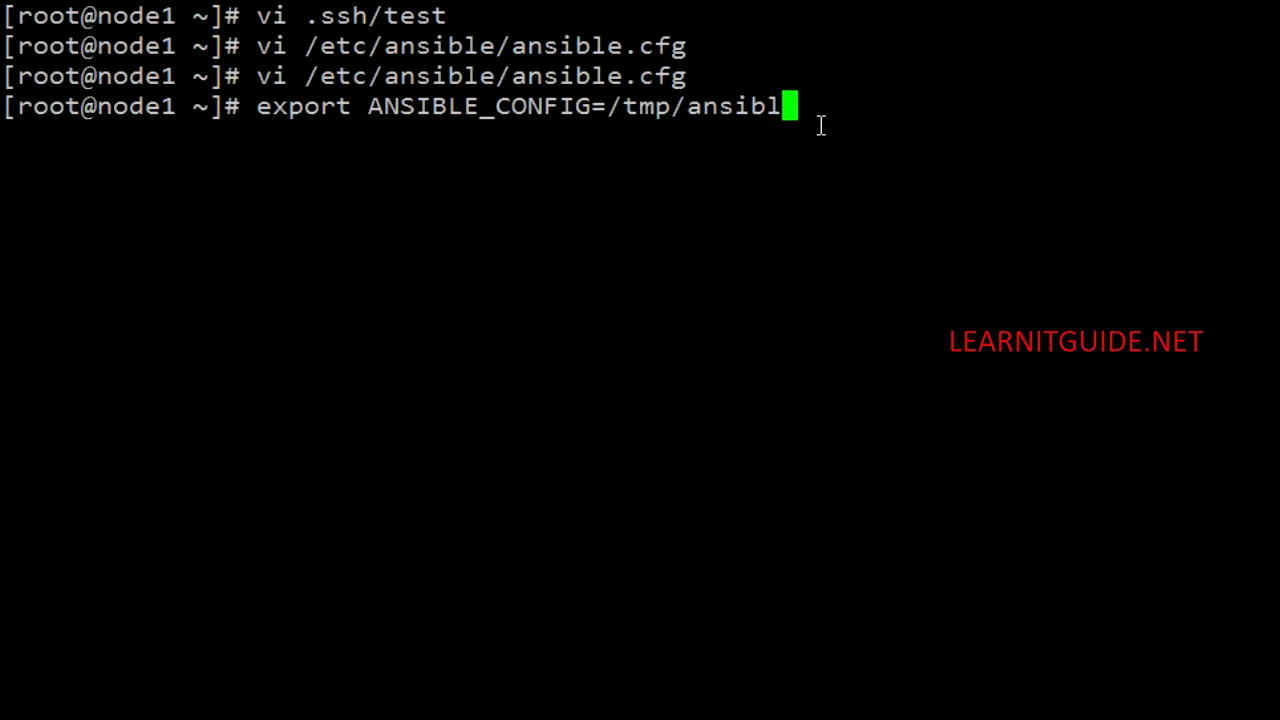 [root@node1 ~]# vi .ssh/test
[root@node1 ~]# vi /etc/ansible/ansible.cfg
[root@node1 ~]# vi /etc/ansible/ansible.cfg
[root@node1 ~]# export ANSIBLE_CONFIG=/tmp/ansibl
LEARNITGUIDE.NET